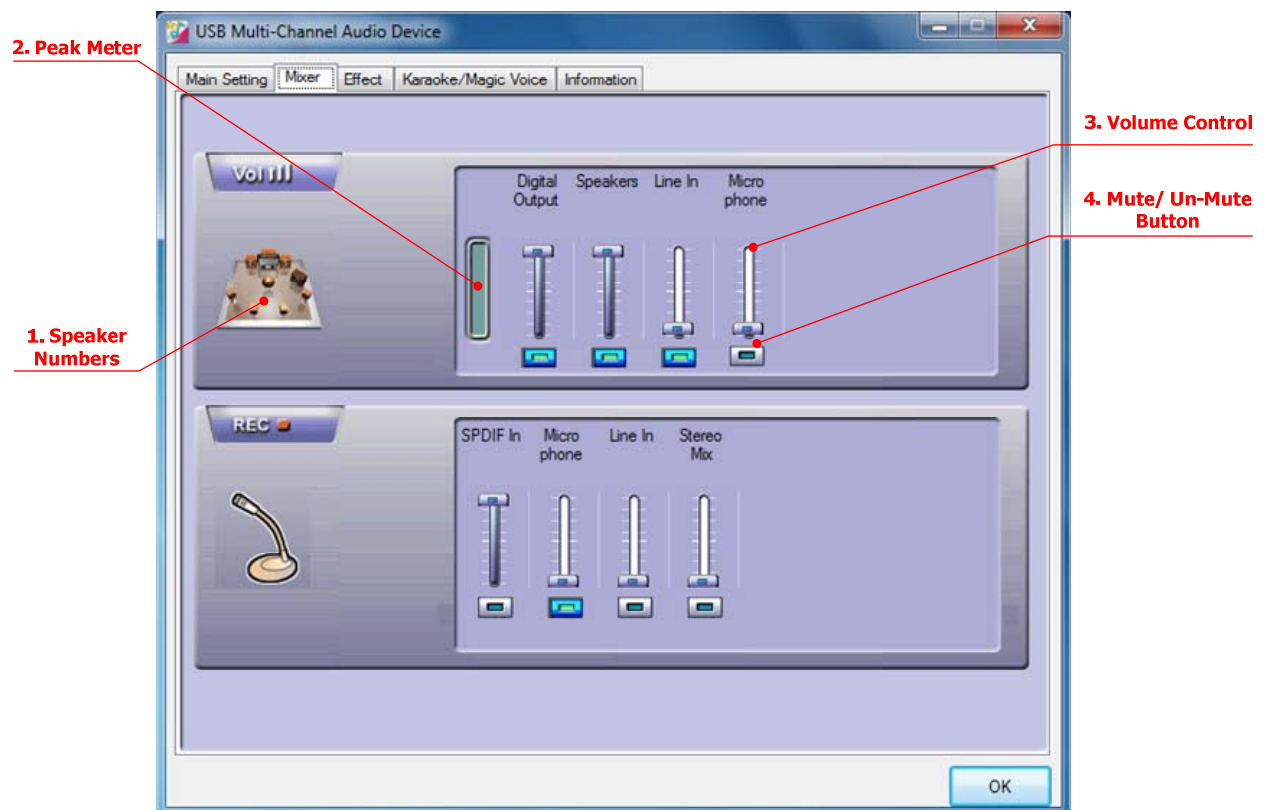 USB Multi-Channel Audio Device
2. Peak Meter
Main Setting
Mixer
Effect
Karaoke/Magic Voice
Information
3. Volume Control
Vol
Digital
Output
Speakers
Line In
Micro
phone
4. Mute/ Un-Mute
Button
1. Speaker
Numbers
REC
SPDIF In
Micro
phone
Line In
Stereo
Mix
OK